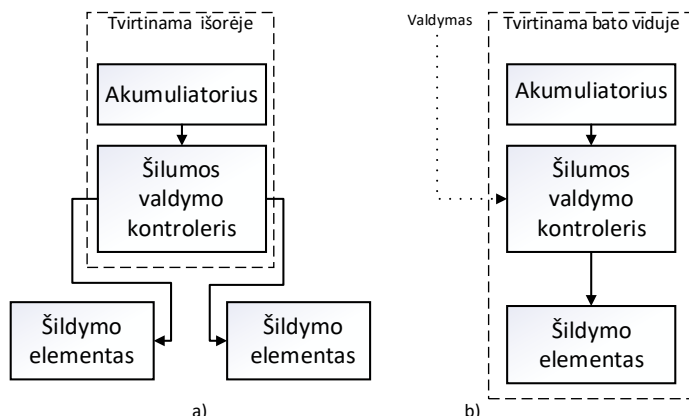 Tvirtinama išorėje
Akumuliatorius
Šilumos
valdymo
kontroleris
Šildymo
elementas
Šildymo
elementas
a)
Valdymas
Tvirtinama bato viduje
Akumuliatorius
Šilumos
valdymo
kontroleris
Šildymo
elementas
b)